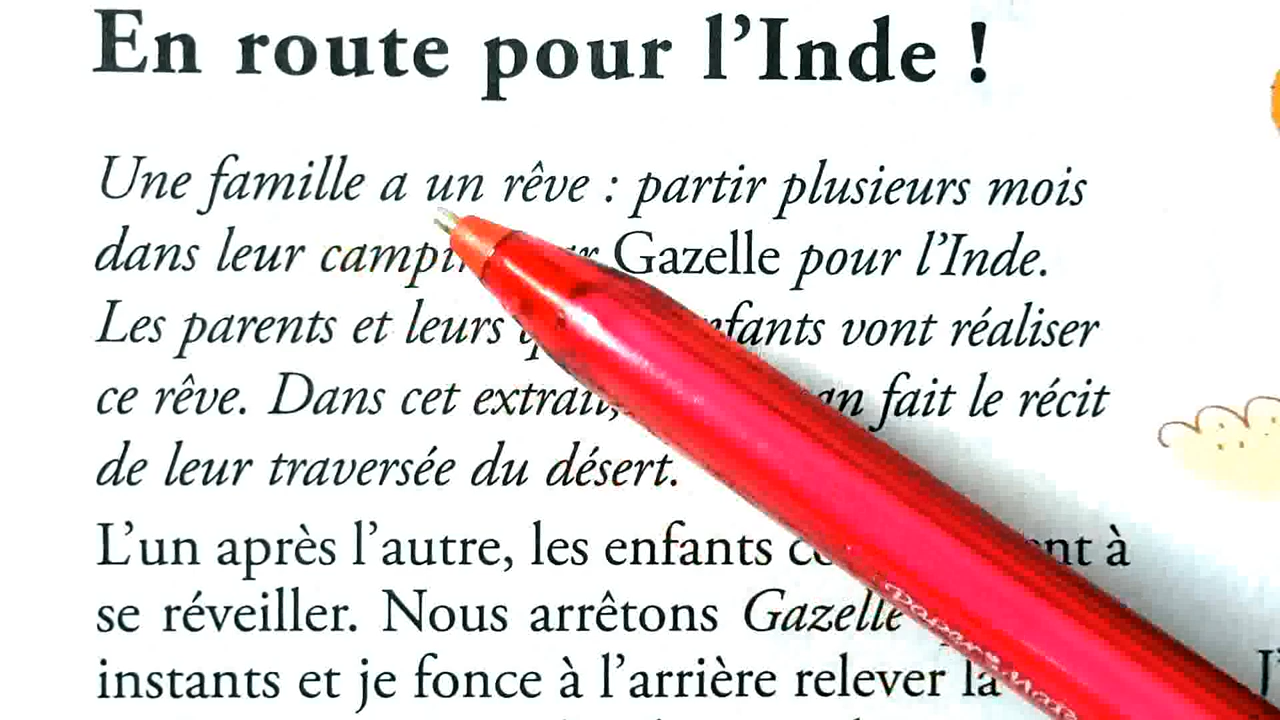 En route pour l'Inde !
Une famille a un rêve : partir plusieurs mois
dans leur Gazelle pour l'Inde.
Les parents et leurs vont réaliser
ce rêve. Dans cet extrait, fait le récit
de leur traversée du désert.
L'un après l'autre, les enfants à
se réveiller. Nous arrêtons Gazelle
instants et je fonce à l'arrière relever la